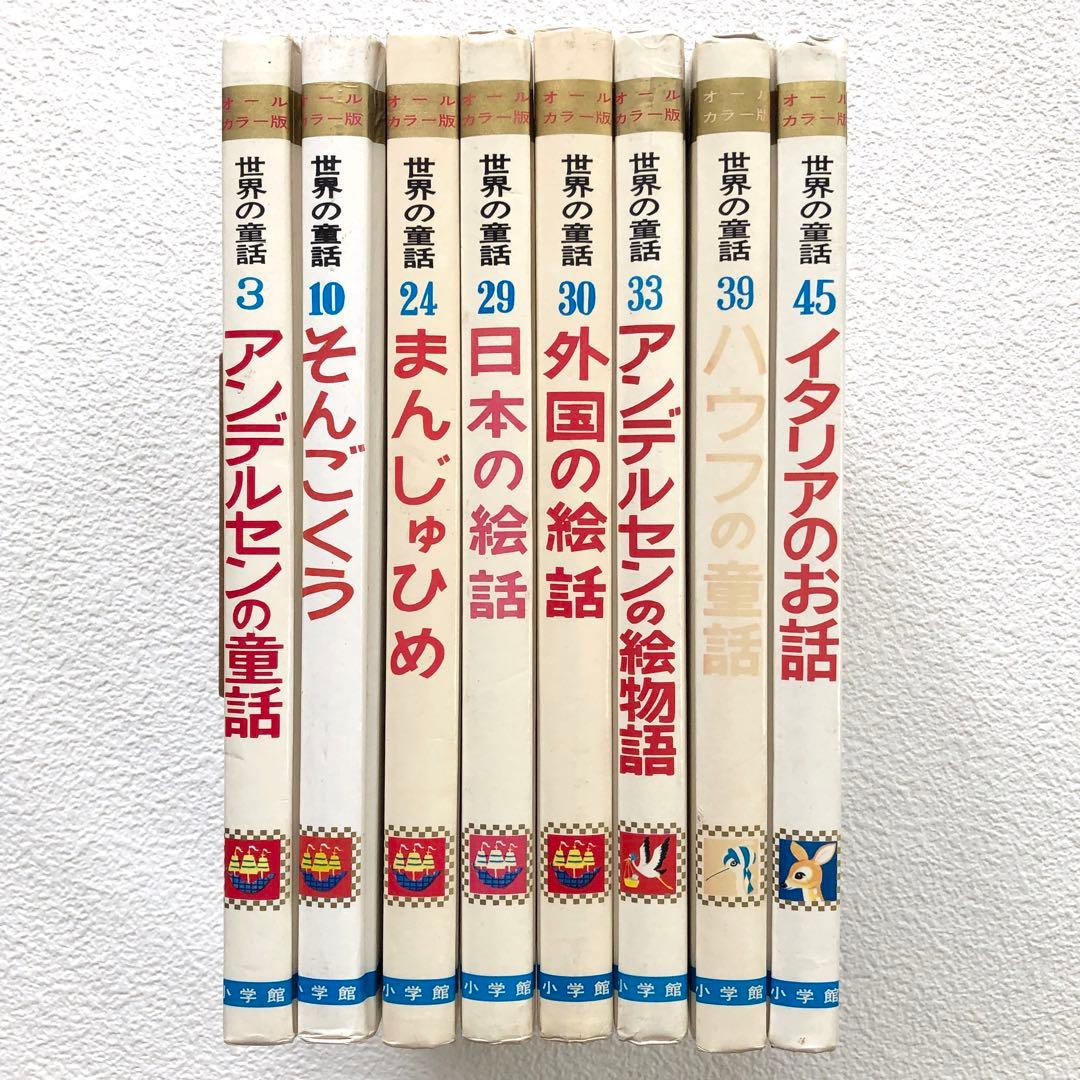 オール
カラー版
世界の童話
3
アンデルセンの童話
小学館
オール
カラー版
世界の童話
10
そんごくう
小学館
オール
カラー版
世界の童話
24
まんじゅひめ
小学館
オール
カラー版
世界の童話
29
日本の絵話
小学館
オール
カラー版
世界の童話
30
外国の絵話
小学館
オール
カラー版
世界の童話
33
アンデルセンの絵物語
小学館
オール
カラー版
世界の童話
39
ハウフの童話
小学館
オール
カラー版
世界の童話
45
イタリアのお話
小学館